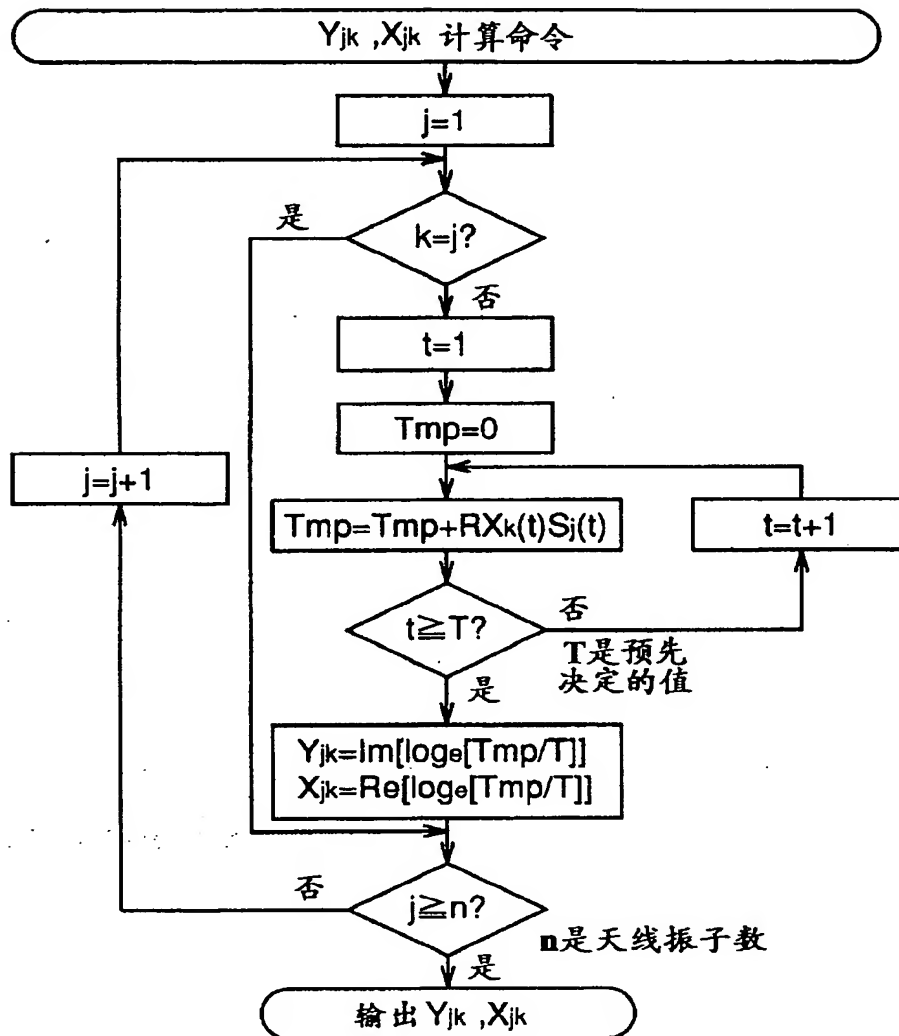 Yjk ,Xjk 计算命令
j=1
是
k=j?
否
t=1
Tmp=0
j=j+1
Tmp=Tmp+RXk(t)Sj(t)
t=t+1
t≧T?
否
T是预先
决定的值
是
Yjk=Im[loge[Tmp/T]]
Xjk=Re[loge[Tmp/T]]
否
j≧n?
n是天线振子数
是
输出 Yjk ,Xjk